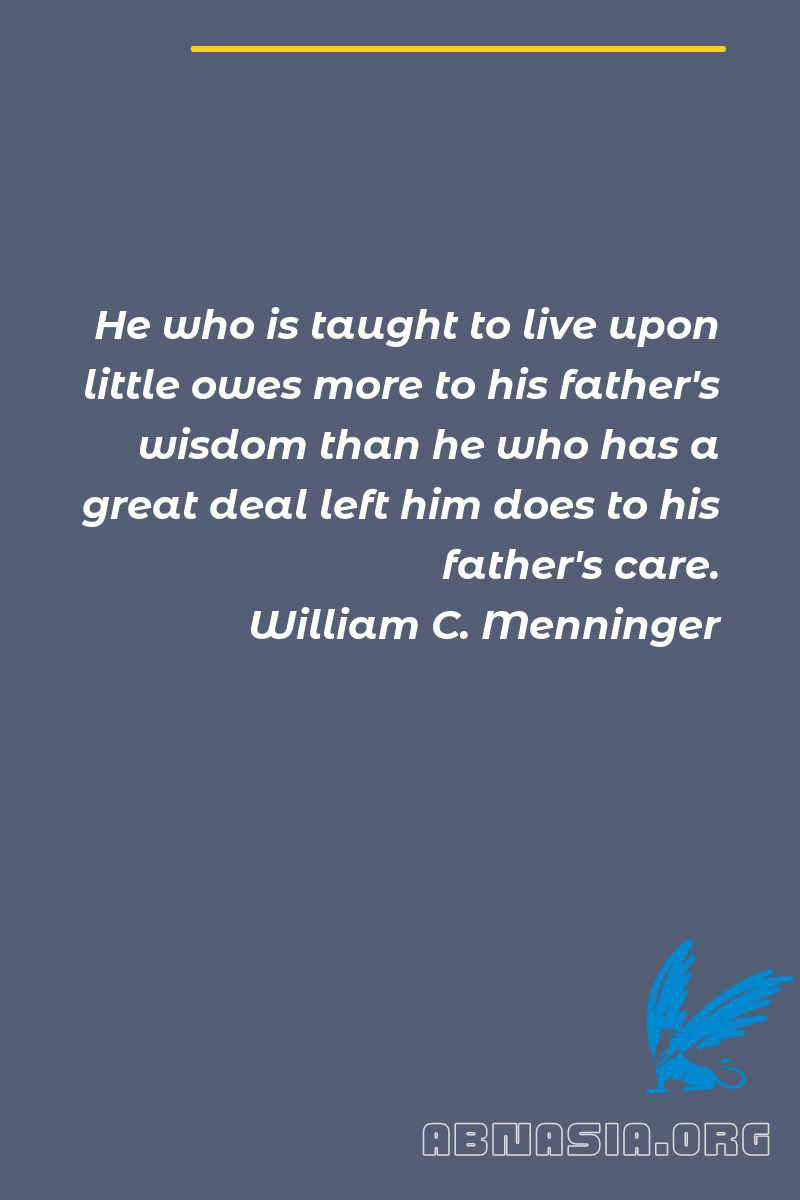 He who is taught to live upon
little owes more to his father's
wisdom than he who has a
great deal left him does to his
father's care.
William C. Menninger
ABNASIA.ORG